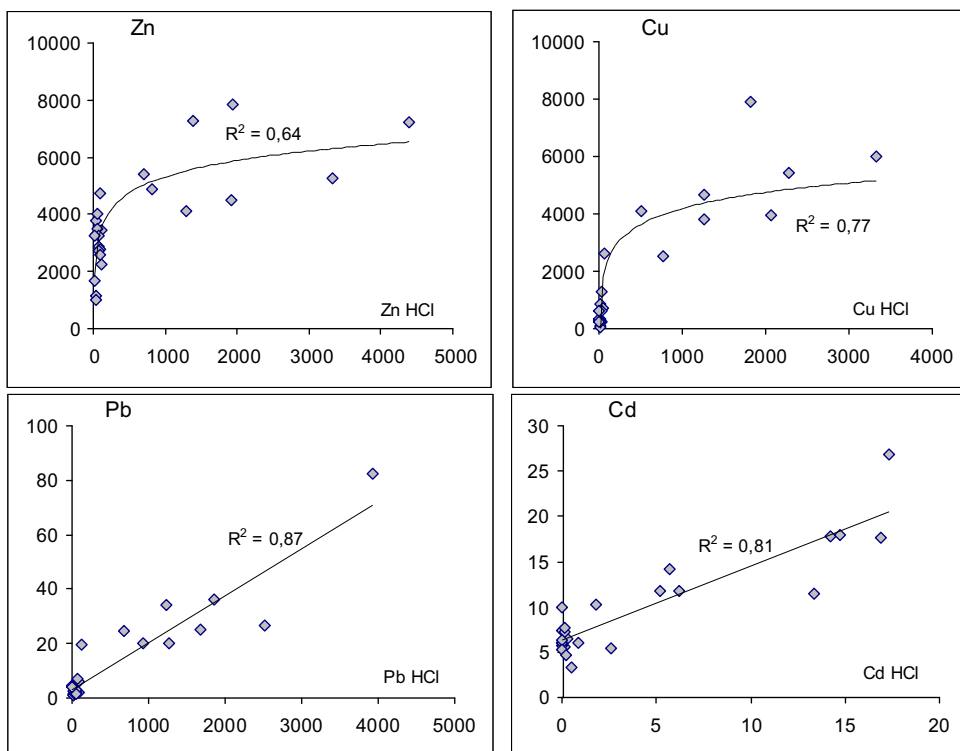 Zn
10000
8000
6000
4000
2000
0
R² = 0,64
Zn HCl
0 1000 2000 3000 4000 5000
Cu
10000
8000
6000
4000
2000
0
R² = 0,77
Cu HCl
0 1000 2000 3000 4000
Pb
100
80
60
40
20
0
R² = 0,87
Pb HCl
0 1000 2000 3000 4000 5000
Cd
30
25
20
15
10
5
0
R² = 0,81
Cd HCl
0 5 10 15 20